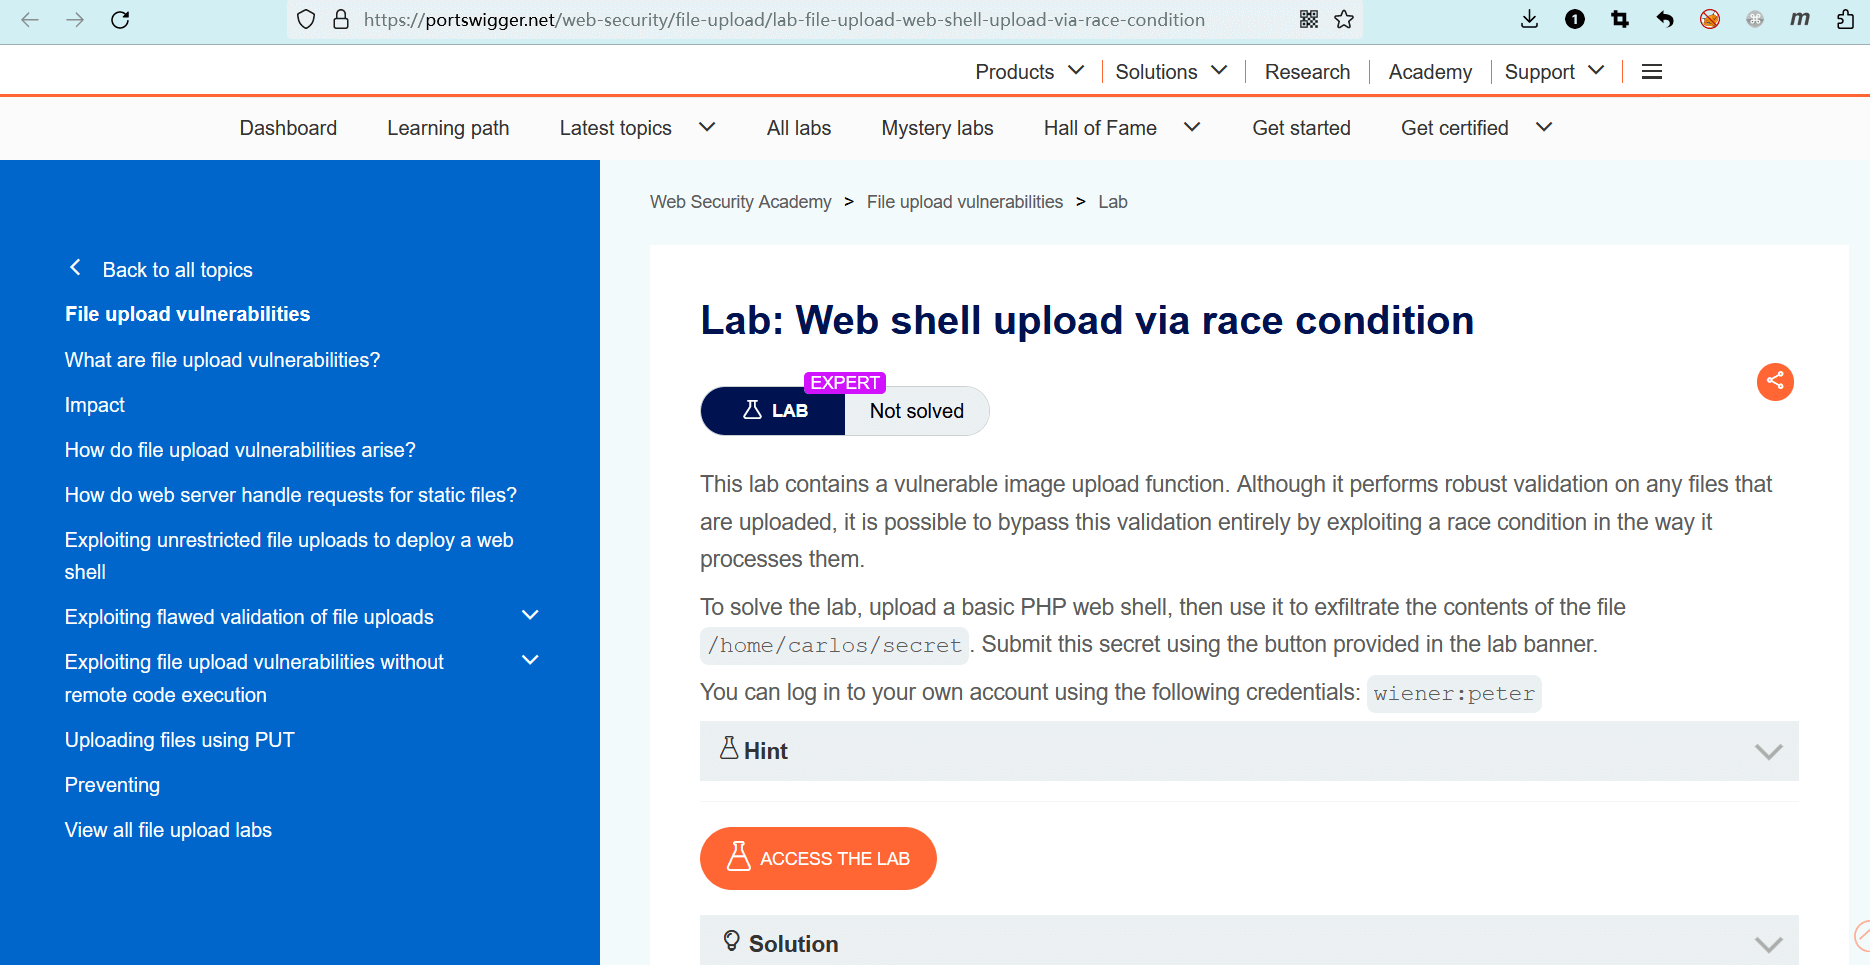 https://portswigger.net/web-security/file-upload/lab-file-upload-web-shell-upload-via-race-condition
1
m
Products
Solutions
Research
Academy
Support
Dashboard
Learning path
Latest topics
All labs
Mystery labs
Hall of Fame
Get started
Get certified
Back to all topics
File upload vulnerabilities
What are file upload vulnerabilities?
Impact
How do file upload vulnerabilities arise?
How do web server handle requests for static files?
Exploiting unrestricted file uploads to deploy a web
shell
Exploiting flawed validation of file uploads
Exploiting file upload vulnerabilities without
remote code execution
Uploading files using PUT
Preventing
View all file upload labs
Web Security Academy > File upload vulnerabilities > Lab
Lab: Web shell upload via race condition
EXPERT
LAB
Not solved
This lab contains a vulnerable image upload function. Although it performs robust validation on any files that
are uploaded, it is possible to bypass this validation entirely by exploiting a race condition in the way it
processes them.
To solve the lab, upload a basic PHP web shell, then use it to exfiltrate the contents of the file
/home/carlos/secret. Submit this secret using the button provided in the lab banner.
You can log in to your own account using the following credentials: wiener:peter
Hint
ACCESS THE LAB
Solution